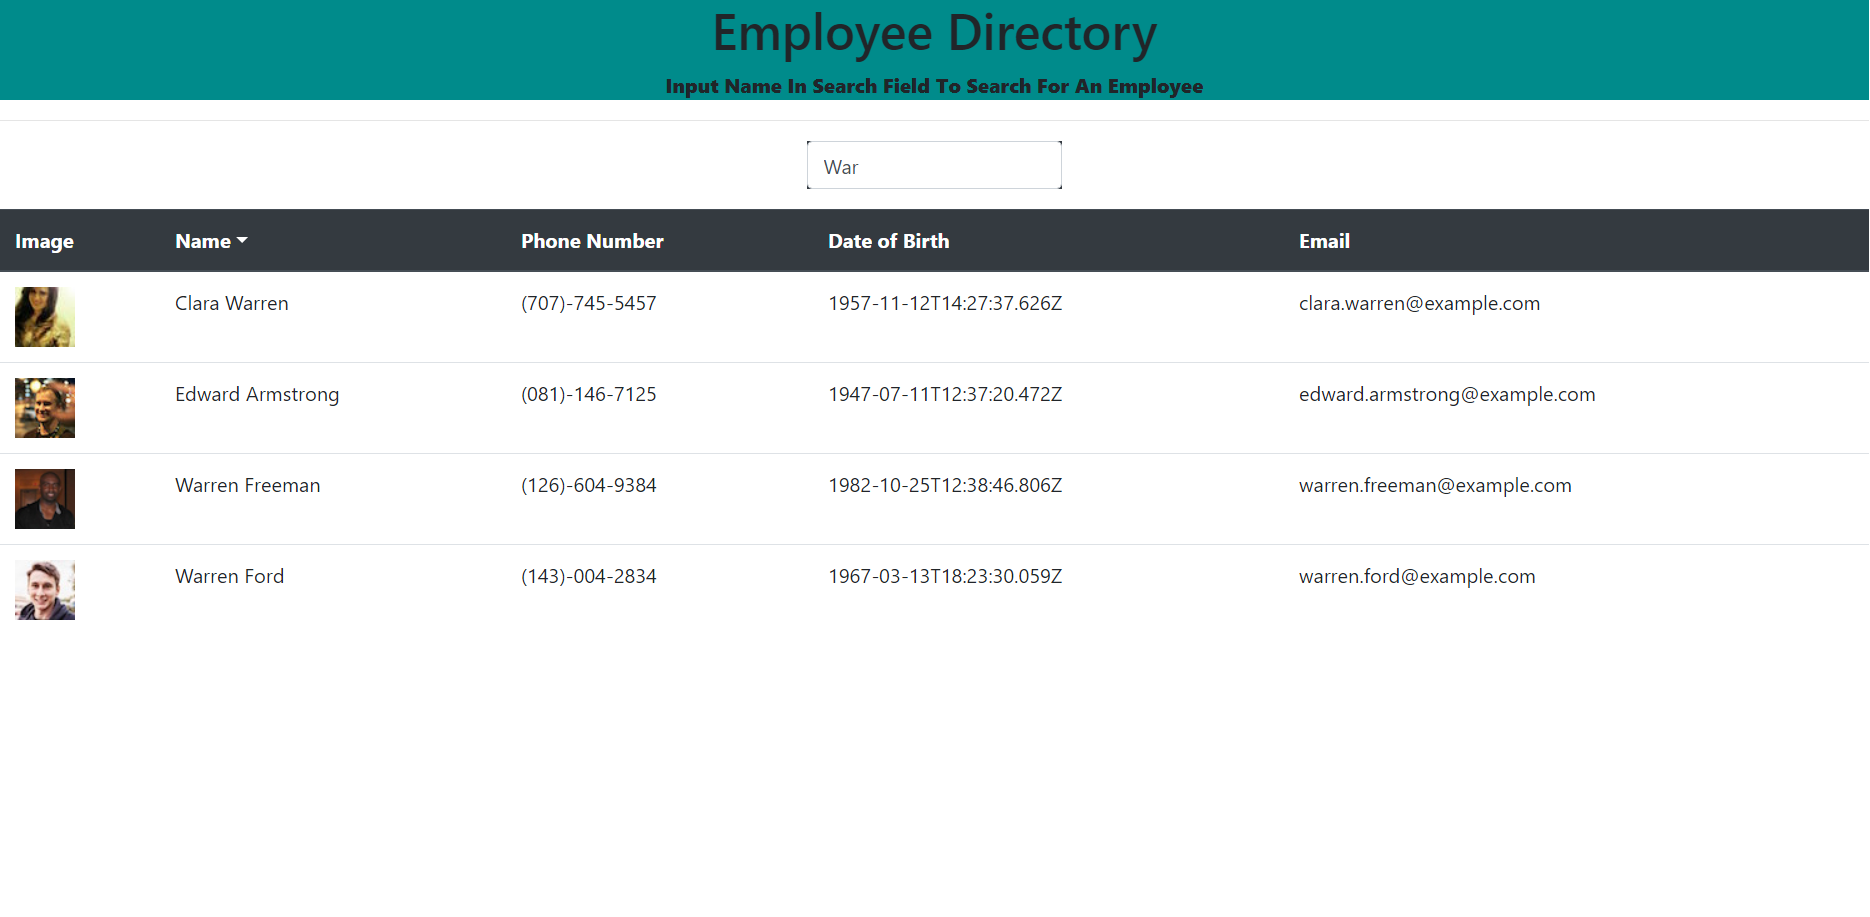 Employee Directory
Input Name In Search Field To Search For An Employee
War
Image Name Phone Number Date of Birth Email
Clara Warren (707)-745-5457 1957-11-12T14:27:37.626Z clara.warren@example.com
Edward Armstrong (081)-146-7125 1947-07-11T12:37:20.472Z edward.armstrong@example.com
Warren Freeman (126)-604-9384 1982-10-25T12:38:46.806Z warren.freeman@example.com
Warren Ford (143)-004-2834 1967-03-13T18:23:30.059Z warren.ford@example.com